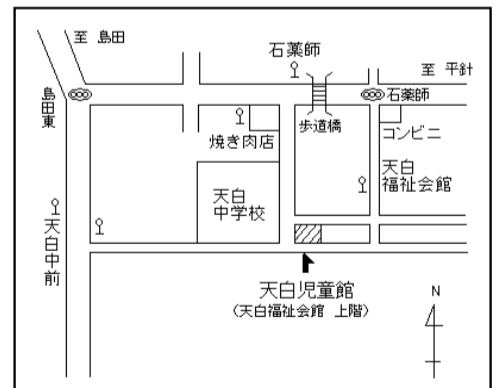 至 島田
石薬師
至 平針
島田東
石薬師
歩道橋
焼き肉店
コンビニ
天白
福祉会館
天白
中学校
天白中前
天白児童館
(天白福祉会館 上階)
N